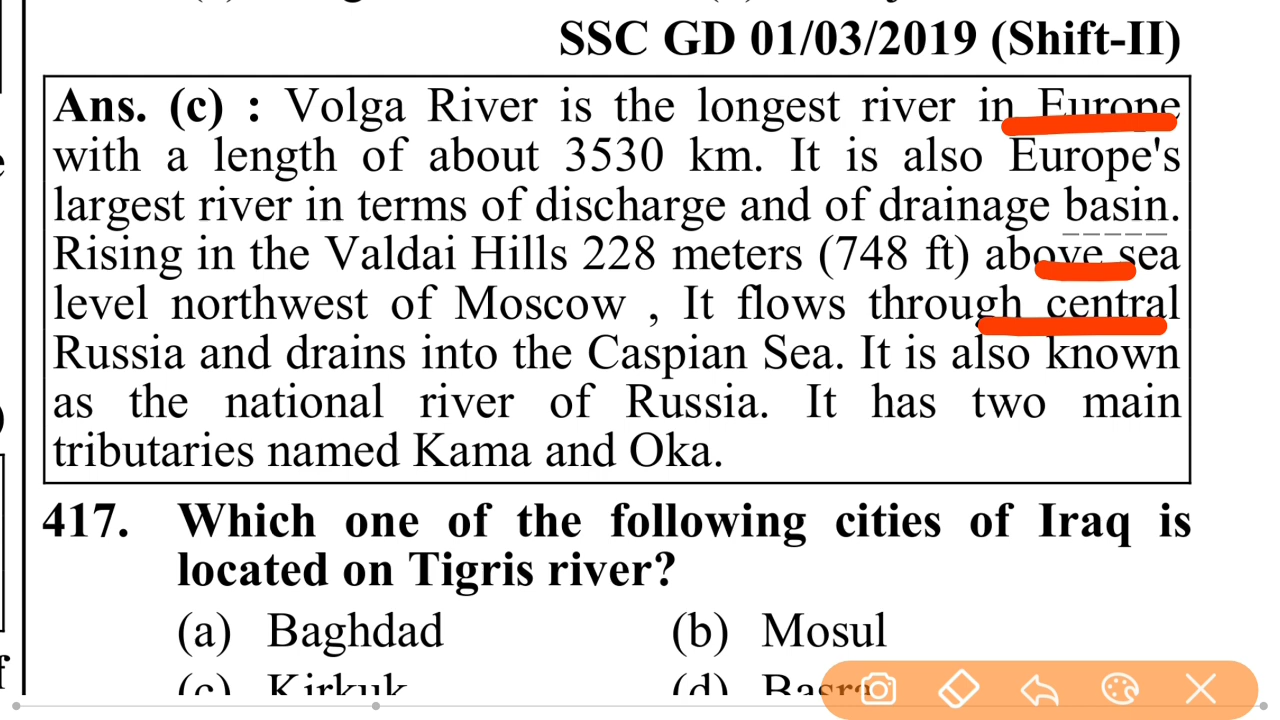 SSC GD 01/03/2019 (Shift-II)
Ans. (c) : Volga River is the longest river in Europe
with a length of about 3530 km. It is also Europe's
largest river in terms of discharge and of drainage basin.
Rising in the Valdai Hills 228 meters (748 ft) above sea
level northwest of Moscow , It flows through central
Russia and drains into the Caspian Sea. It is also known
as the national river of Russia. It has two main
tributaries named Kama and Oka.
417. Which one of the following cities of Iraq is
located on Tigris river?
(a) Baghdad (b) Mosul
(c) Kirkuk (d) Basra